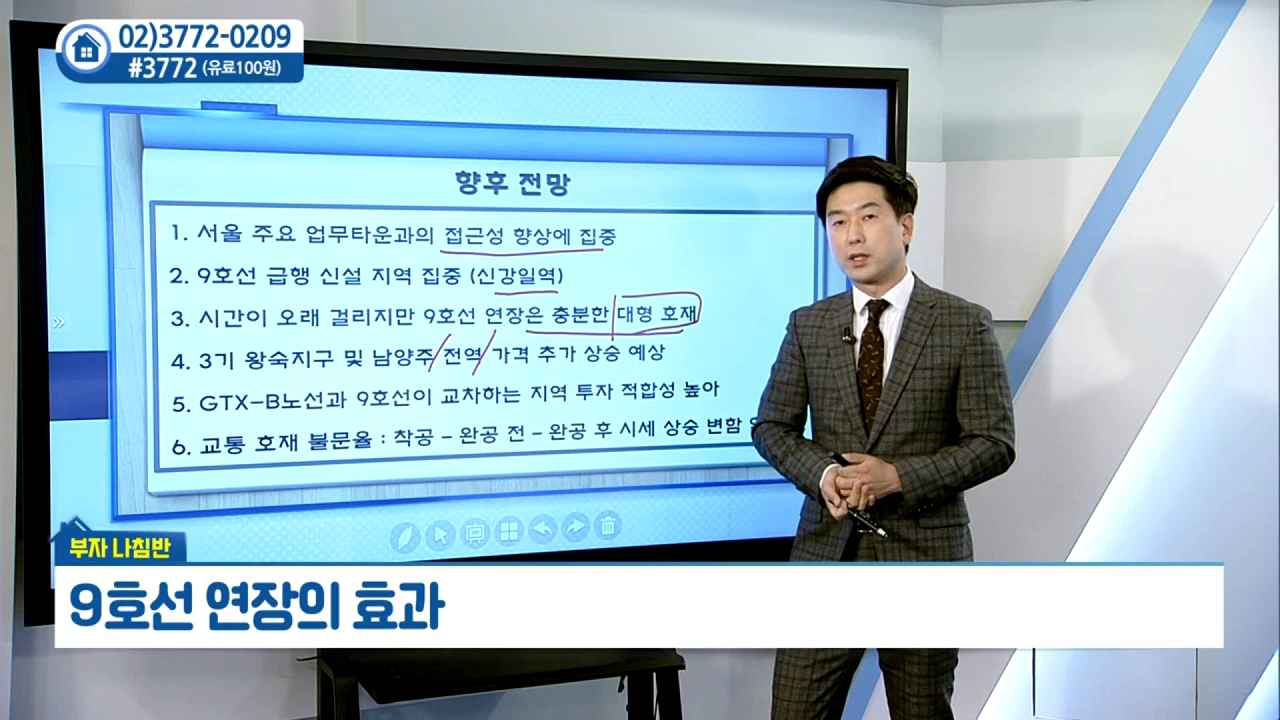 02)3772-0209
#3772 (유료100원)
향후 전망
1. 서울 주요 업무타운과의 접근성 향상에 집중
2. 9호선 급행 신설 지역 집중 (신강일역)
3. 시간이 오래 걸리지만 9호선 연장은 충분한 대형 호재
4. 3기 왕숙지구 및 남양주 전역 가격 추가 상승 예상
5. GTX-B노선과 9호선이 교차하는 지역 투자 적합성 높아
6. 교통 호재 불문율 : 착공 - 완공 전 - 완공 후 시세 상승 변함
부자 나침반
9호선 연장의 효과